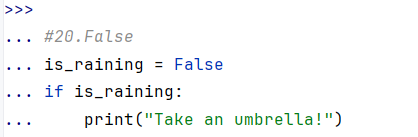 >>>
... #20.False
... is_raining = False
... if is_raining:
...     print("Take an umbrella!")